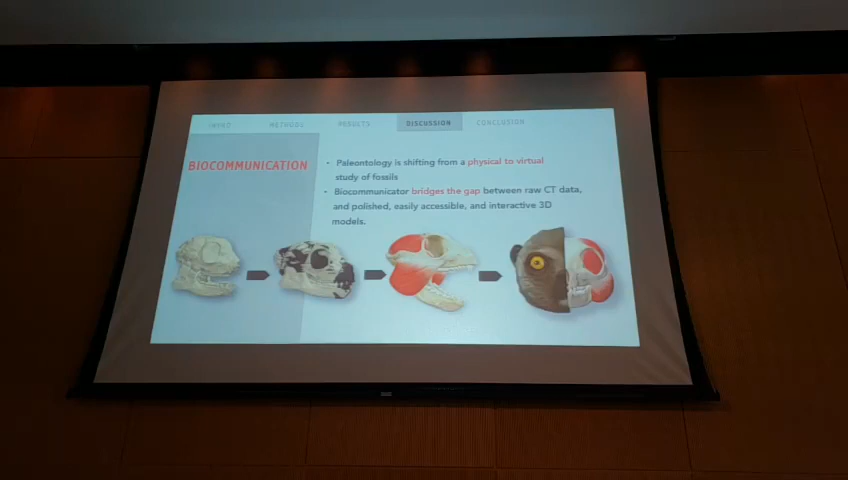 INTRO METHODS RESULTS DISCUSSION CONCLUSION
BIOCOMMUNICATION
• Paleontology is shifting from a physical to virtual
study of fossils
• Biocommunicator bridges the gap between raw CT data,
and polished, easily accessible, and interactive 3D
models.